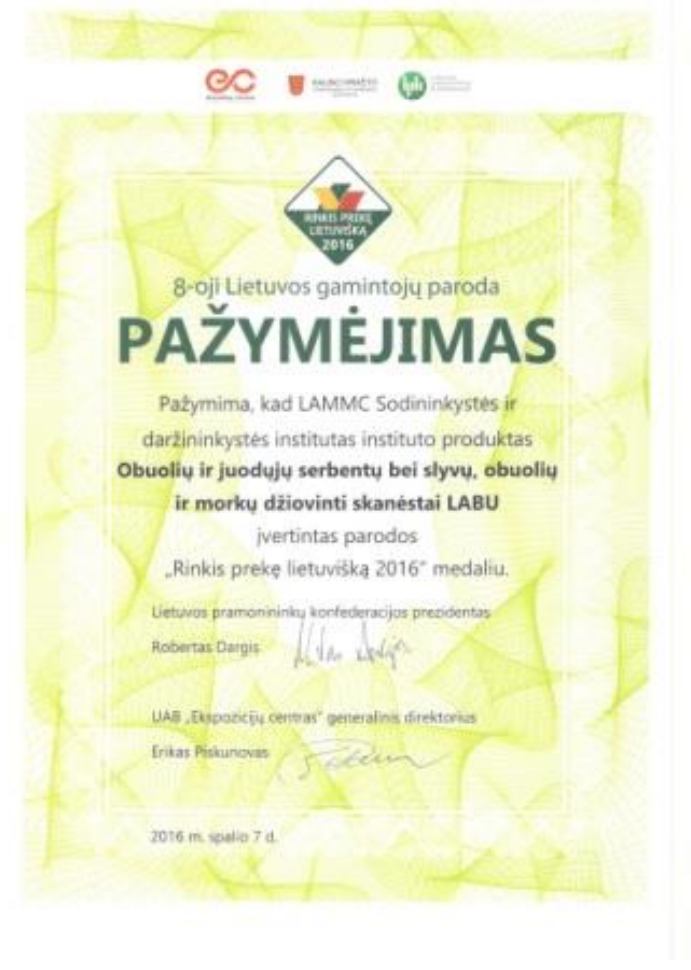 RINKIS PREKĘ
LIETUVIŠKĄ
2016
8-oji Lietuvos gamintojų paroda
PAŽYMĖJIMAS
Pažymima, kad LAMMC Sodininkystės ir
daržininkystės institutas instituto produktas
Obuolių ir juodųjų serbentų bei slyvų, obuolių
ir morkų džiovinti skanėstai LABU
įvertintas parodos
„Rinkis prekę lietuvišką 2016“ medaliu.
Lietuvos pramonininkų konfederacijos prezidentas
Robertas Dargis
UAB „Ekspozicijų centras“ generalinis direktorius
Erikas Piskunovas
2016 m. spalio 7 d.